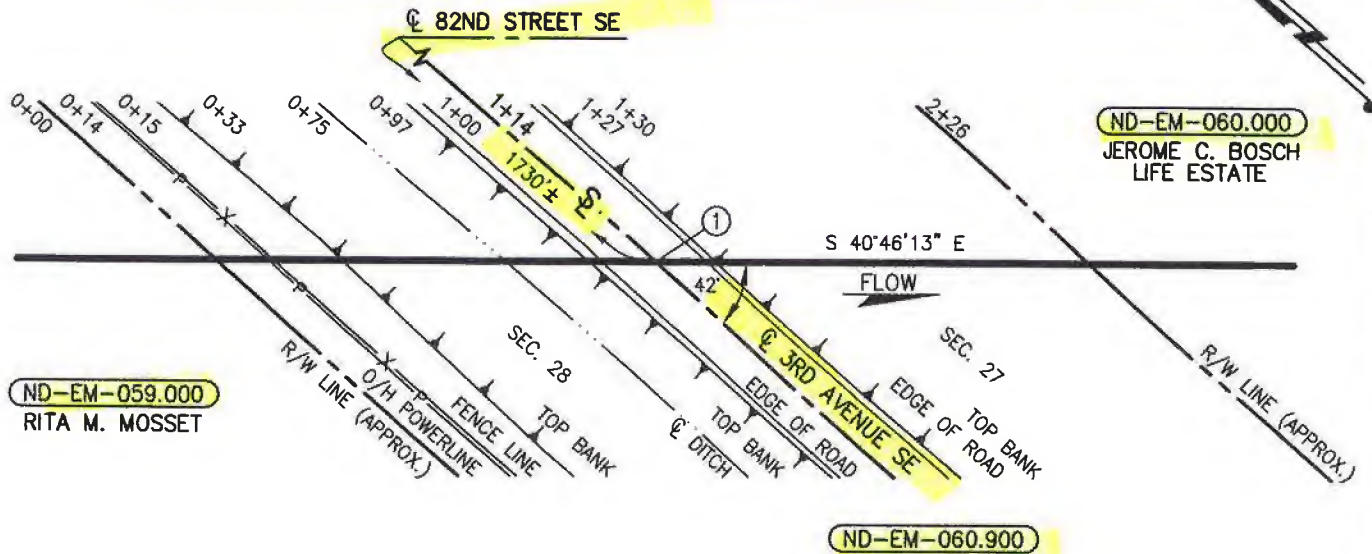 ℄ 82ND STREET SE
0+00
0+14
0+15
0+33
0+75
0+97
1+00
1+14
1+27
1+30
2+26
1730'±
ND-EM-060.000
JEROME C. BOSCH
LIFE ESTATE
1
S 40°46'13" E
FLOW
42°
SEC. 28
SEC. 27
ND-EM-059.000
RITA M. MOSSET
R/W LINE (APPROX.)
O/H POWERLINE
FENCE LINE
TOP BANK
℄ DITCH
TOP BANK
EDGE OF ROAD
℄ 3RD AVENUE SE
EDGE OF ROAD
TOP BANK
R/W LINE (APPROX.)
P
X
P
X
P
ND-EM-060.900